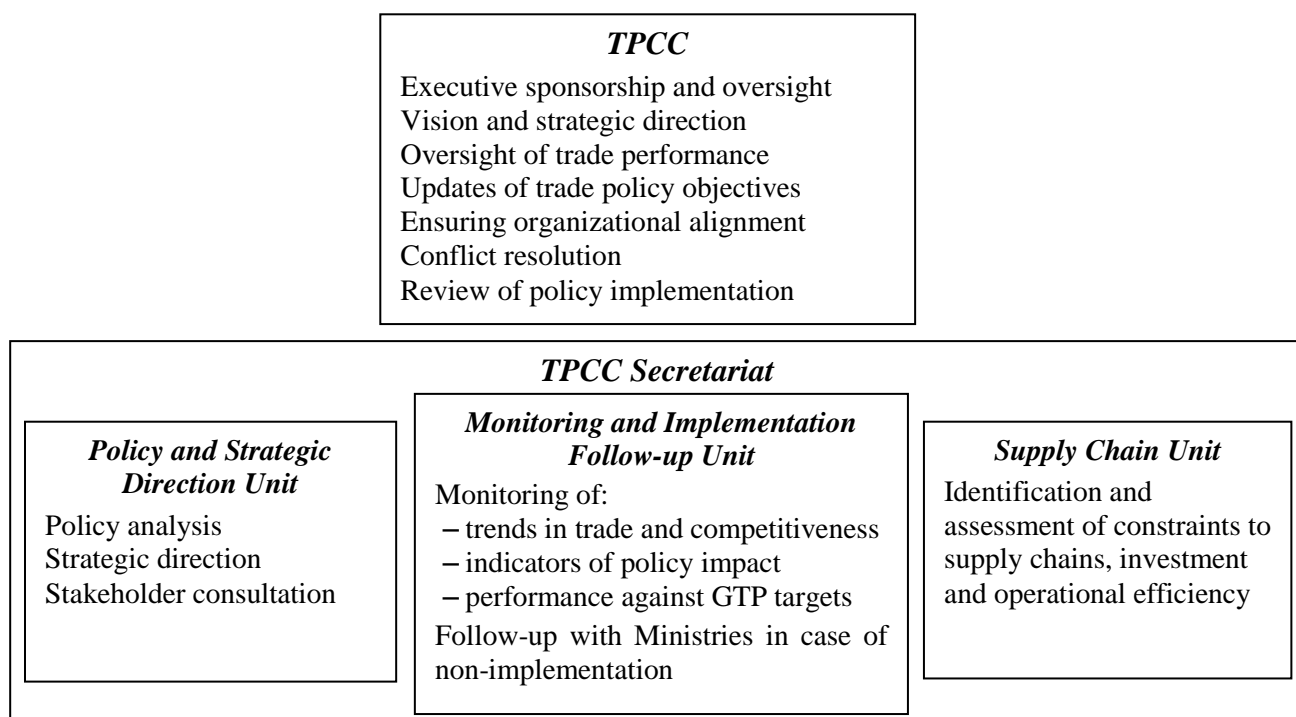 TPCC
Executive sponsorship and oversight
Vision and strategic direction
Oversight of trade performance
Updates of trade policy objectives
Ensuring organizational alignment
Conflict resolution
Review of policy implementation
TPCC Secretariat
Policy and Strategic
Direction Unit
Policy analysis
Strategic direction
Stakeholder consultation
Monitoring and Implementation
Follow-up Unit
Monitoring of:
– trends in trade and competitiveness
– indicators of policy impact
– performance against GTP targets
Follow-up with Ministries in case of
non-implementation
Supply Chain Unit
Identification and
assessment of constraints to
supply chains, investment
and operational efficiency